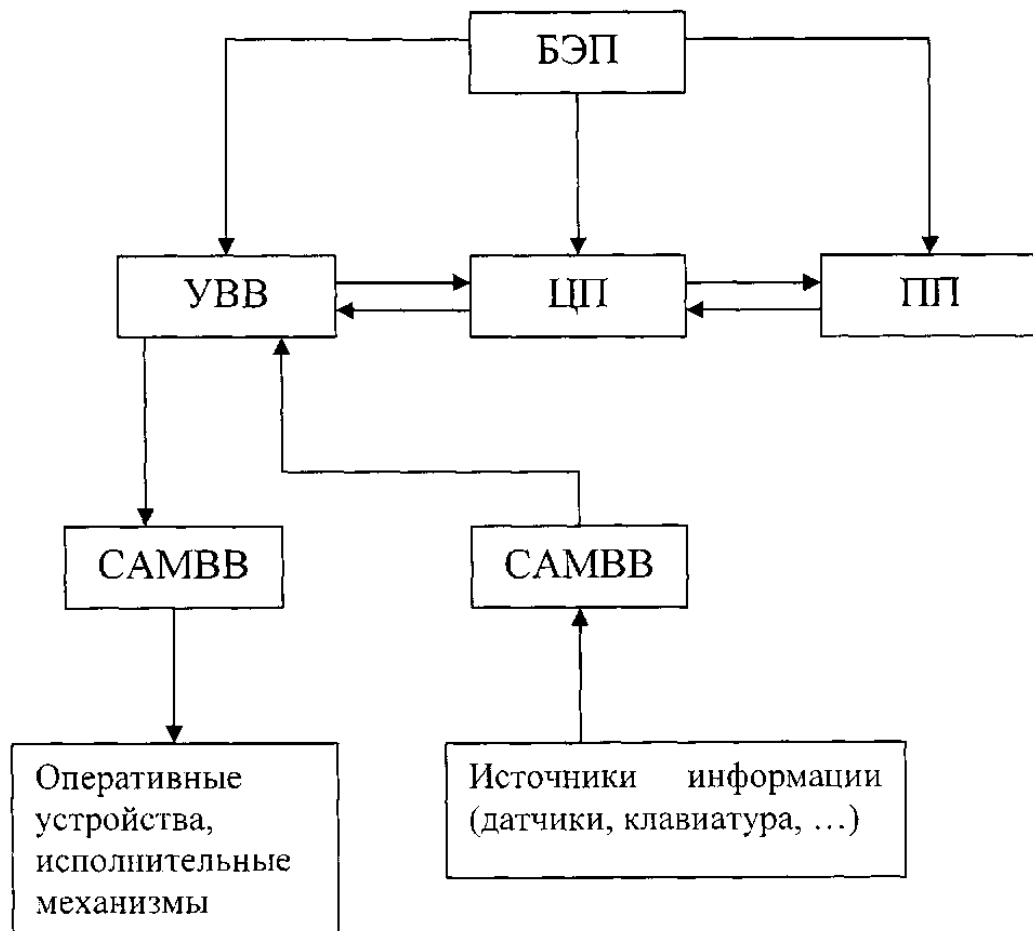 БЭП
УВВ
ЦП
ПП
САМВВ
САМВВ
Оперативные
устройства,
исполнительные
механизмы
Источники информации
(датчики, клавиатура, ...)